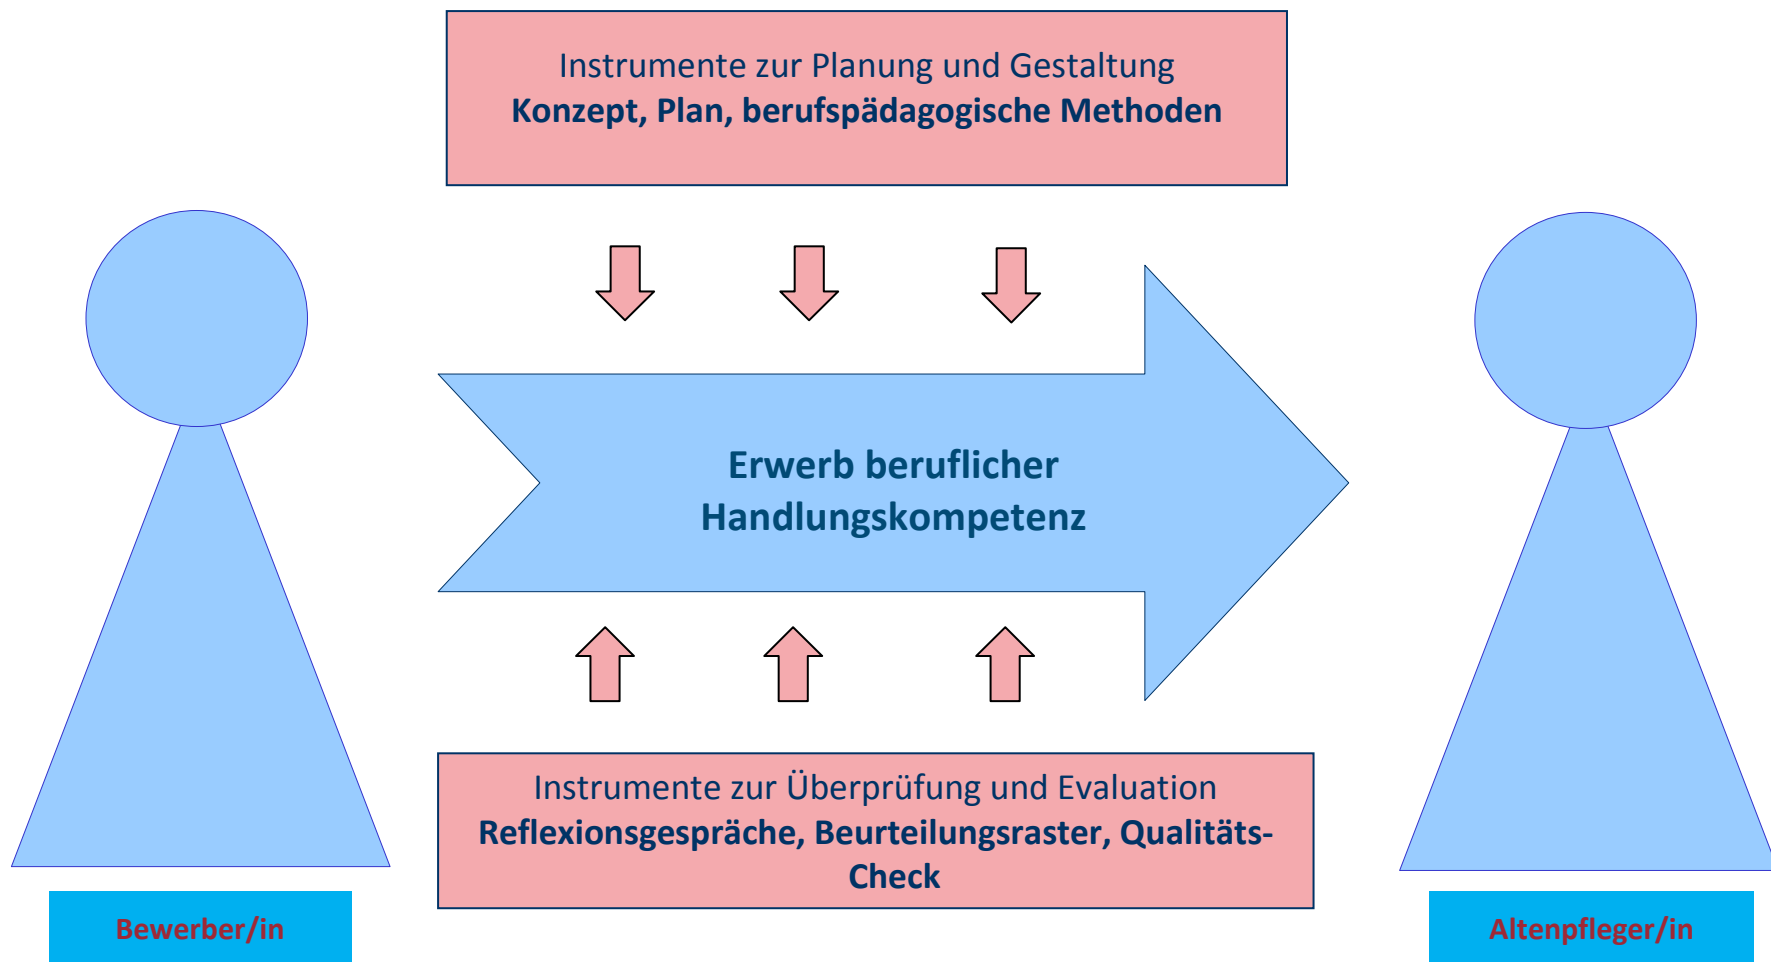 Instrumente zur Planung und Gestaltung
Konzept, Plan, berufspädagogische Methoden
Erwerb beruflicher
Handlungskompetenz
Instrumente zur Überprüfung und Evaluation
Reflexionsgespräche, Beurteilungsraster, Qualitäts-
Check
Bewerber/in
Altenpfleger/in